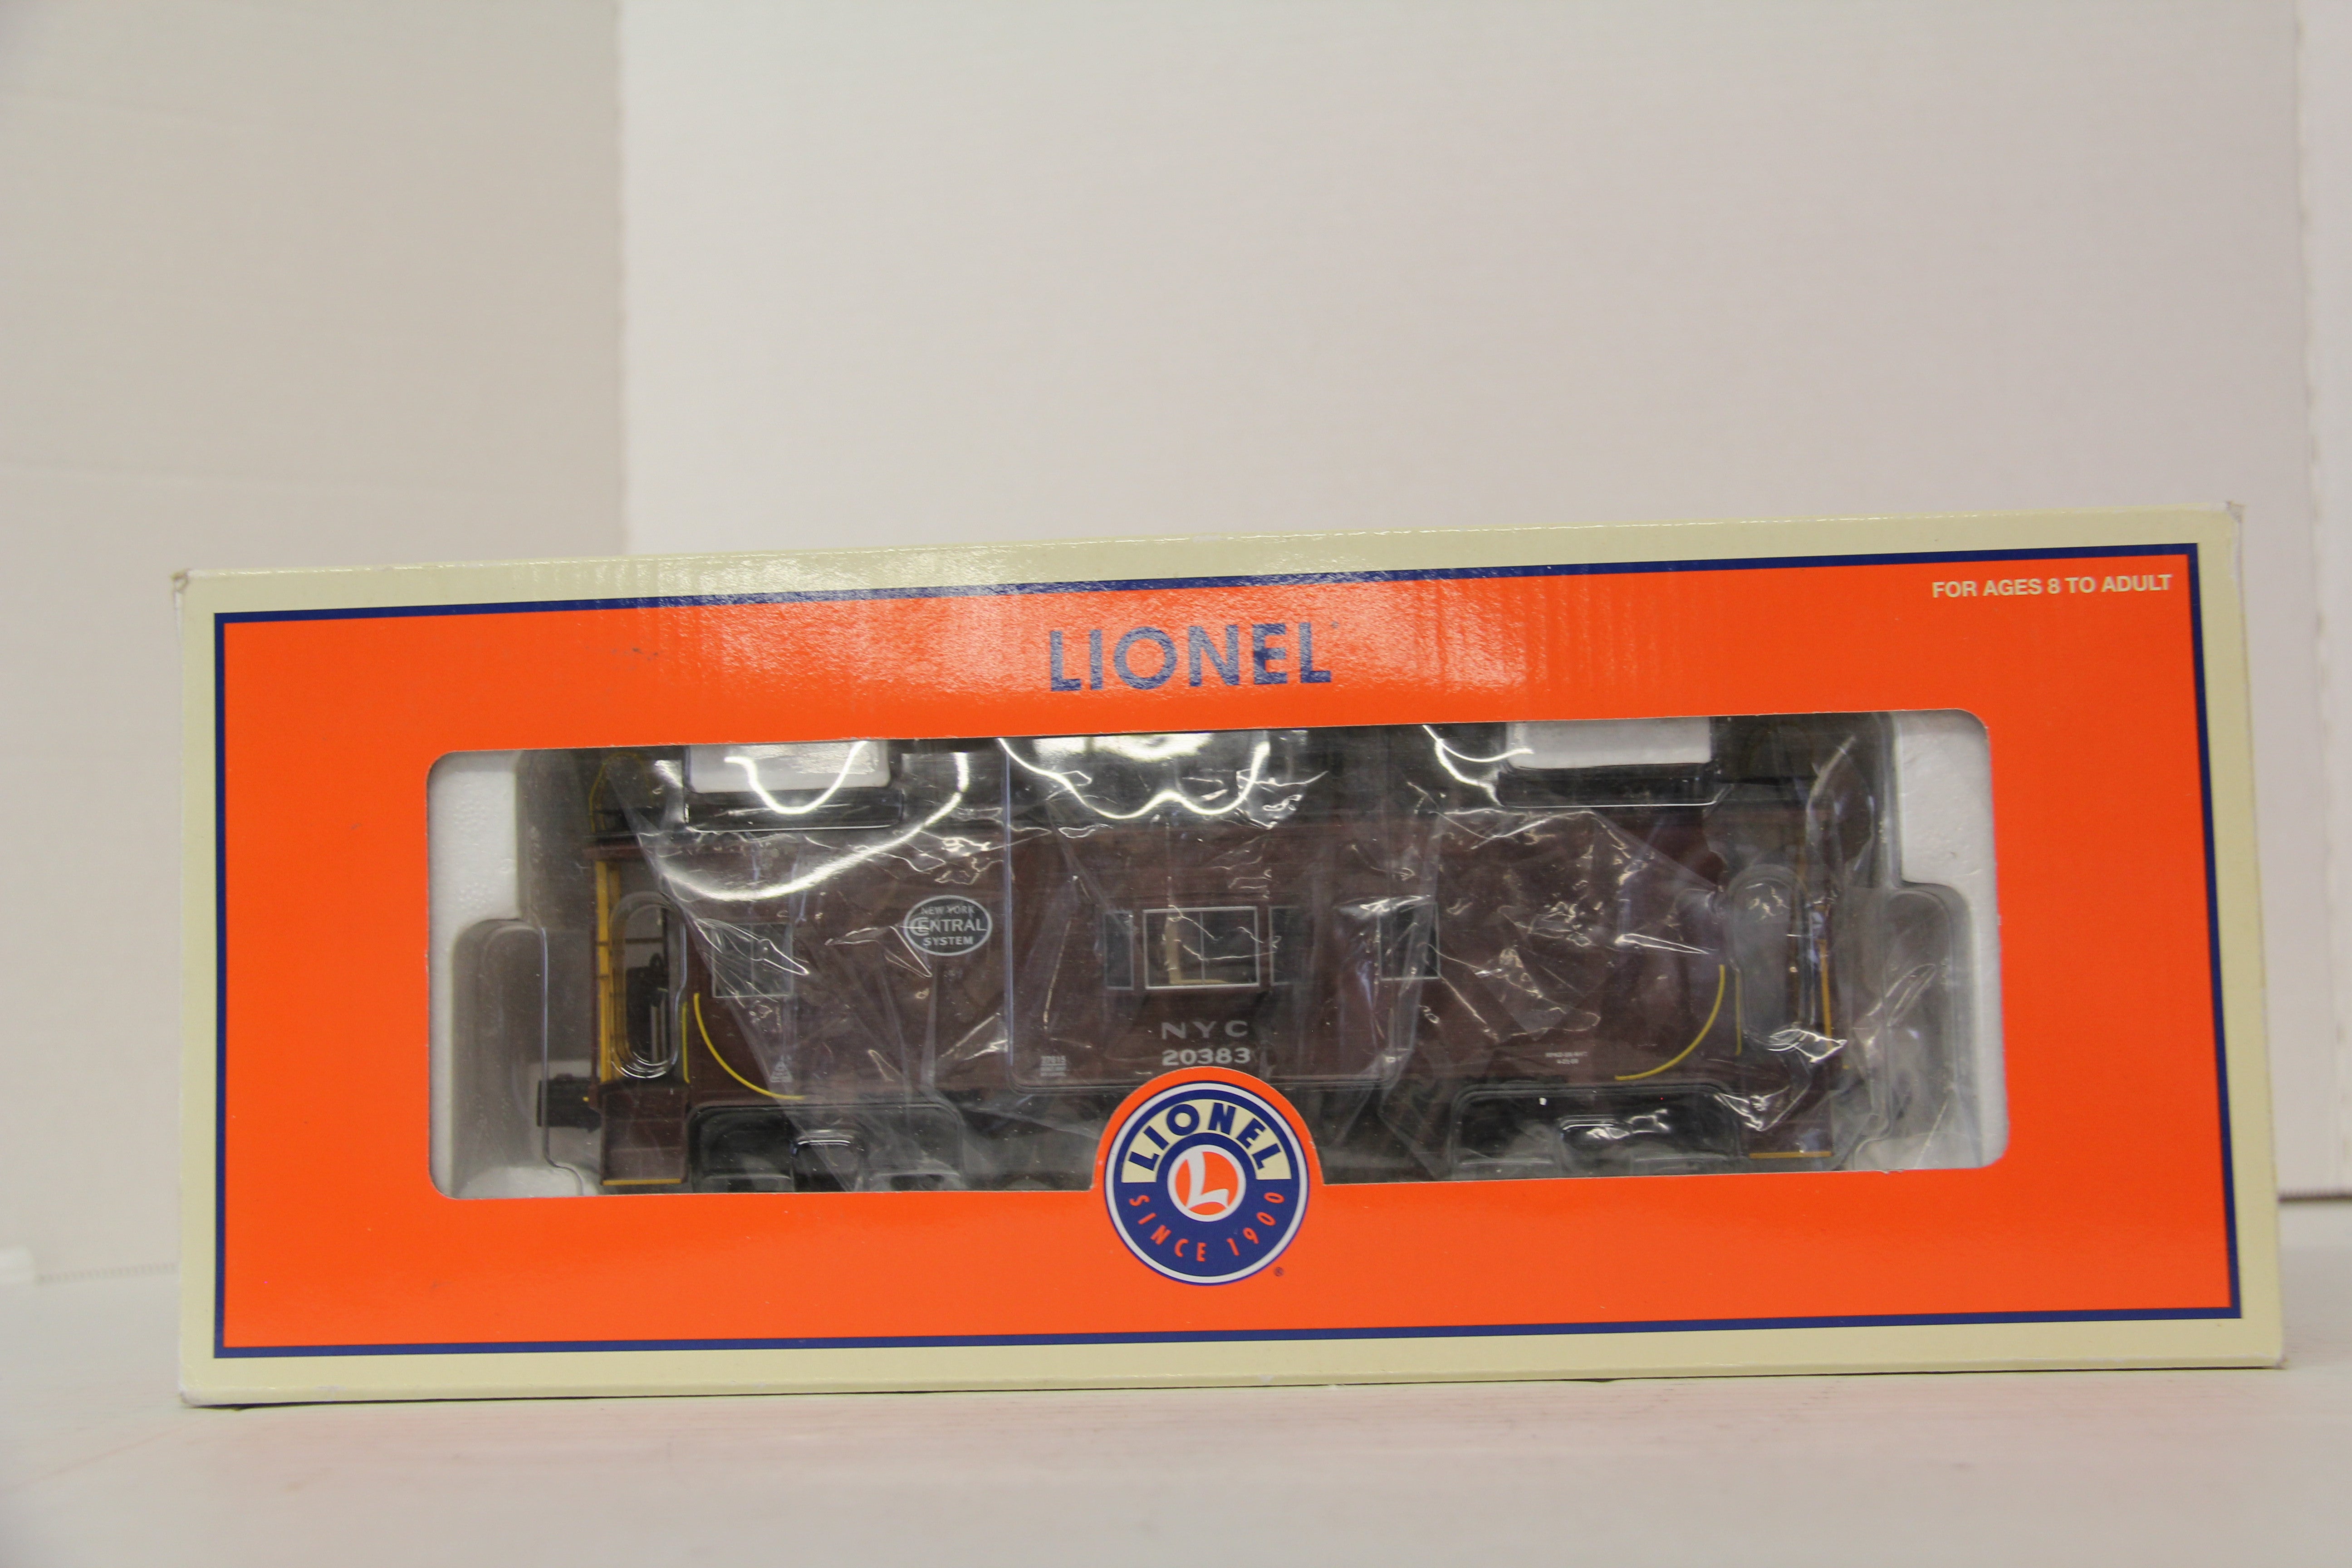 FOR AGES 8 TO ADULT
LIONEL
NEW YORK
CENTRAL
SYSTEM
NYC
20383
LIONEL
L
SINCE 1900
®